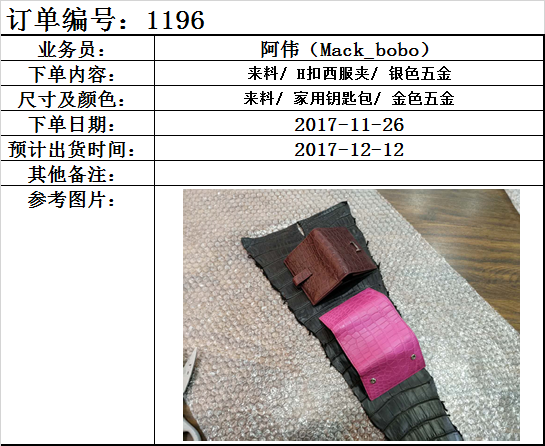 订单编号：1196
业务员： 阿伟（Mack_bobo）
下单内容： 来料/ H扣西服夹/ 银色五金
尺寸及颜色： 来料/ 家用钥匙包/ 金色五金
下单日期： 2017-11-26
预计出货时间： 2017-12-12
其他备注：
参考图片：